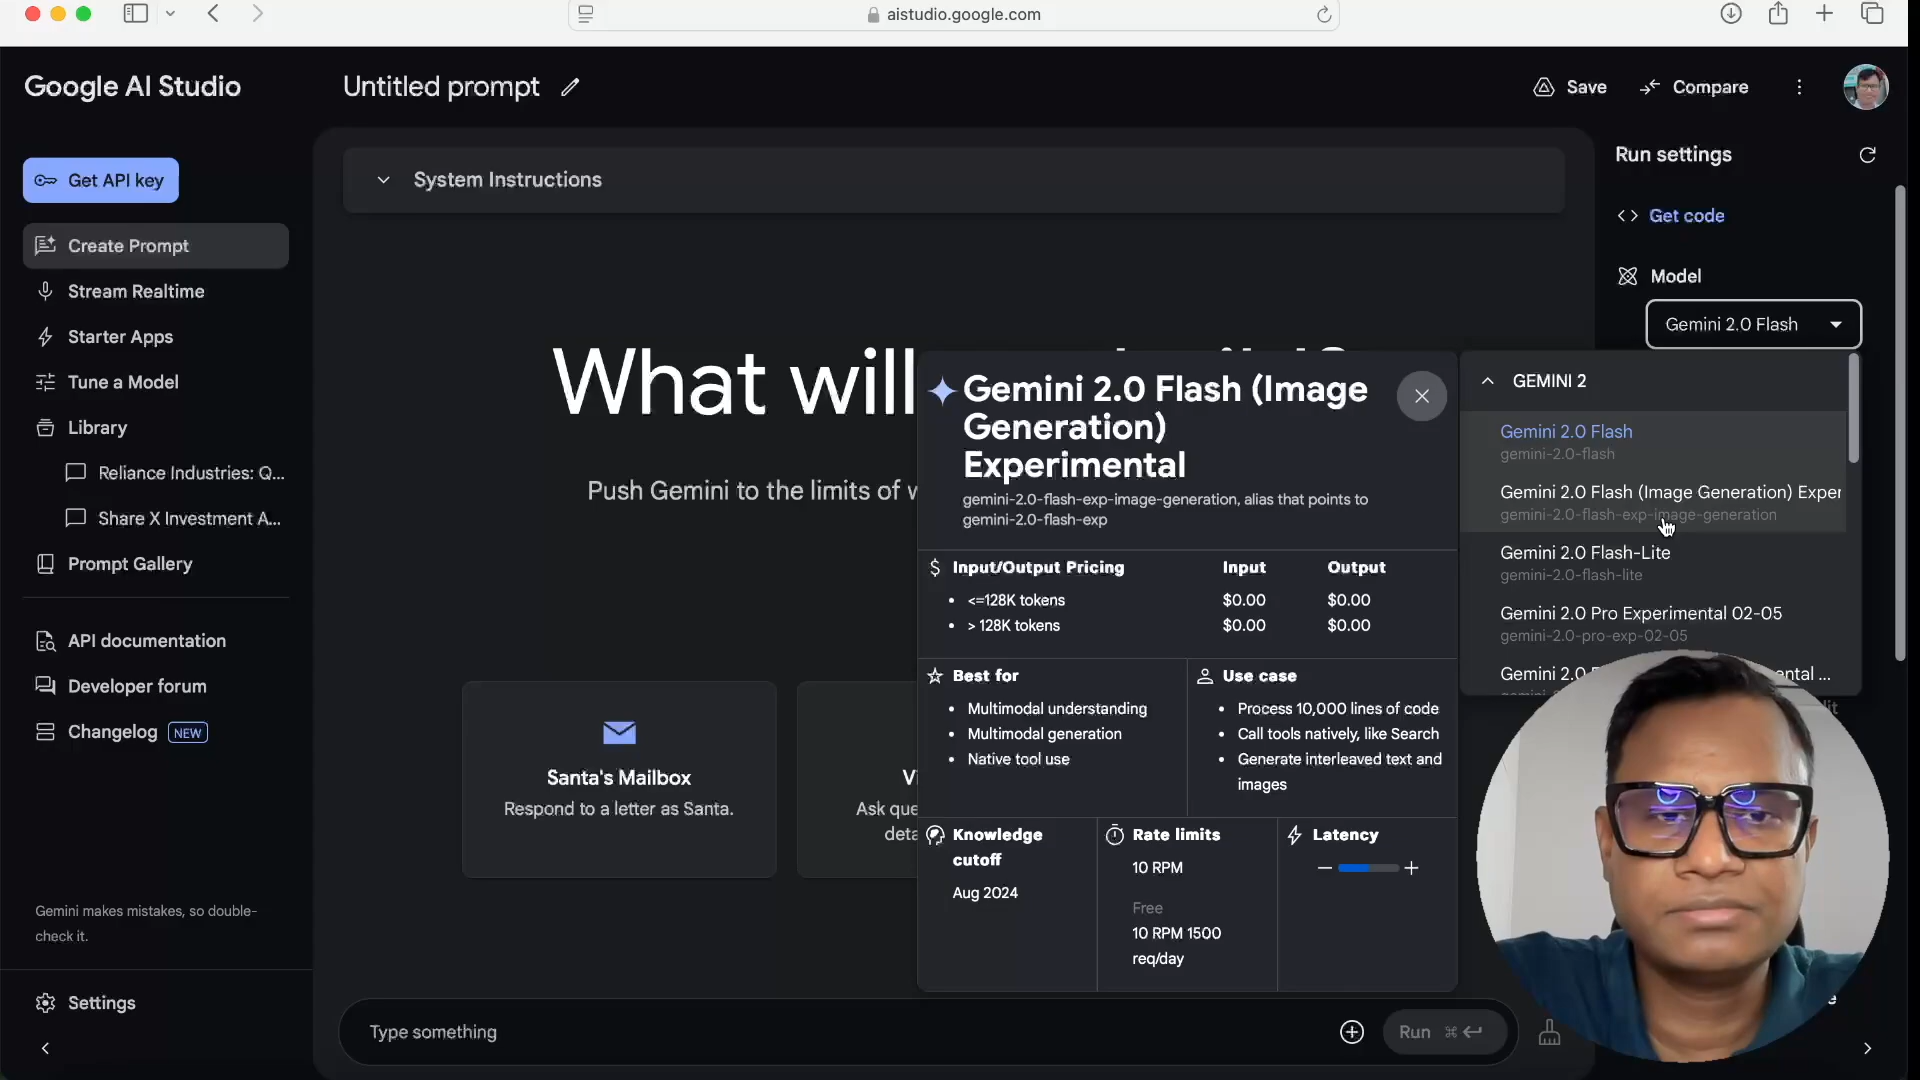 aistudio.google.com
Google AI Studio
Untitled prompt
Save
Compare
Get API key
Create Prompt
Stream Realtime
Starter Apps
Tune a Model
Library
Reliance Industries: Q...
Share X Investment A...
Prompt Gallery
API documentation
Developer forum
Changelog NEW
Gemini makes mistakes, so double-
check it.
Settings
System Instructions
What will
Push Gemini to the limits of
Santa's Mailbox
Respond to a letter as Santa.
Ask
Type something
Run ⌘
Gemini 2.0 Flash (Image
Generation)
Experimental
gemini-2.0-flash-exp-image-generation, alias that points to
gemini-2.0-flash-exp
Input/Output Pricing Input Output
• <=128K tokens $0.00 $0.00
• > 128K tokens $0.00 $0.00
Best for
• Multimodal understanding
• Multimodal generation
• Native tool use
Use case
• Process 10,000 lines of code
• Call tools natively, like Search
• Generate interleaved text and
images
Knowledge
cutoff
Aug 2024
Rate limits
10 RPM
Free
10 RPM 1500
req/day
Latency
Run settings
Get code
Model
Gemini 2.0 Flash
GEMINI 2
Gemini 2.0 Flash
gemini-2.0-flash
Gemini 2.0 Flash (Image Generation) Exper
gemini-2.0-flash-exp-image-generation
Gemini 2.0 Flash-Lite
gemini-2.0-flash-lite
Gemini 2.0 Pro Experimental 02-05
gemini-2.0-pro-exp-02-05
Gemini 2.0